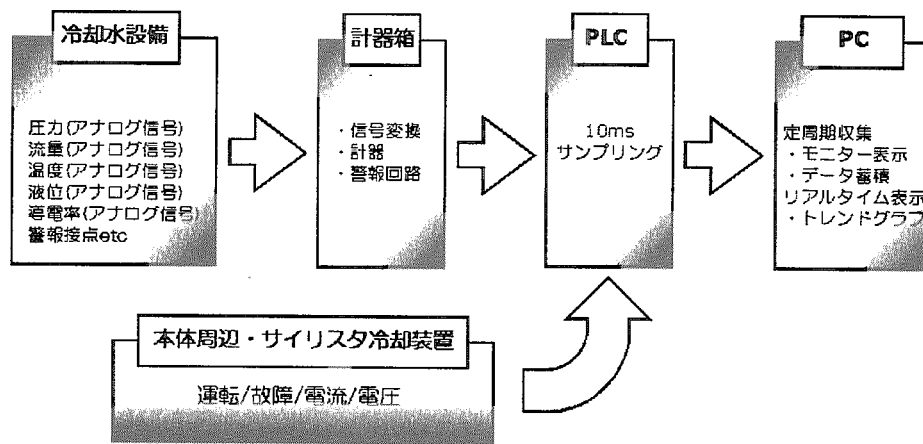 冷却水設備
圧力(アナログ信号)
流量(アナログ信号)
温度(アナログ信号)
液位(アナログ信号)
導電率(アナログ信号)
警報接点etc
計器箱
・信号変換
・計器
・警報回路
PLC
10ms
サンプリング
PC
定周期収集
・モニター表示
・データ蓄積
リアルタイム表示
・トレンドグラフ
本体周辺・サイリスタ冷却装置
運転/故障/電流/電圧